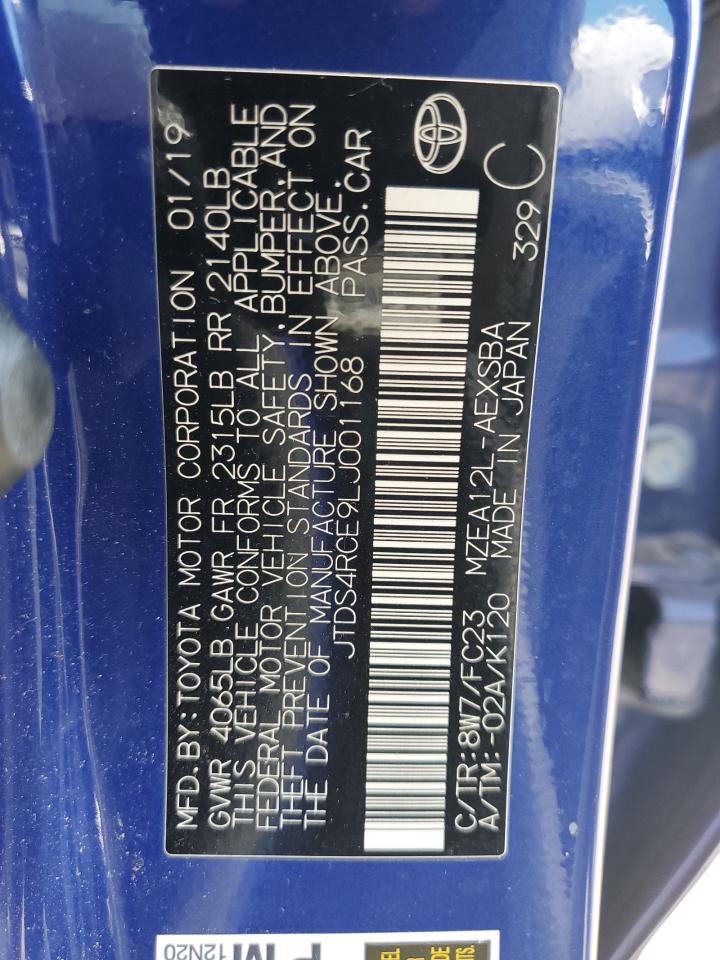 MFD.BY:TOYOTA MOTOR CORPORATION 01/19
GVWR 4065LB GAWR FR 2315LB RR 2140LB
THIS VEHICLE CONFORMS TO ALL APPLICABLE
FEDERAL MOTOR VEHICLE SAFETY,BUMPER,AND
THEFT PREVENTION STANDARDS IN EFFECT ON
THE DATE OF MANUFACTURE SHOWN ABOVE.
JTDS4RCE9LJ001168 PASS.CAR
C/TR:8W7/FC23 MZEA12L-AEXSBA
A/TM:-02A/K120 MADE IN JAPAN
329 C
12N20